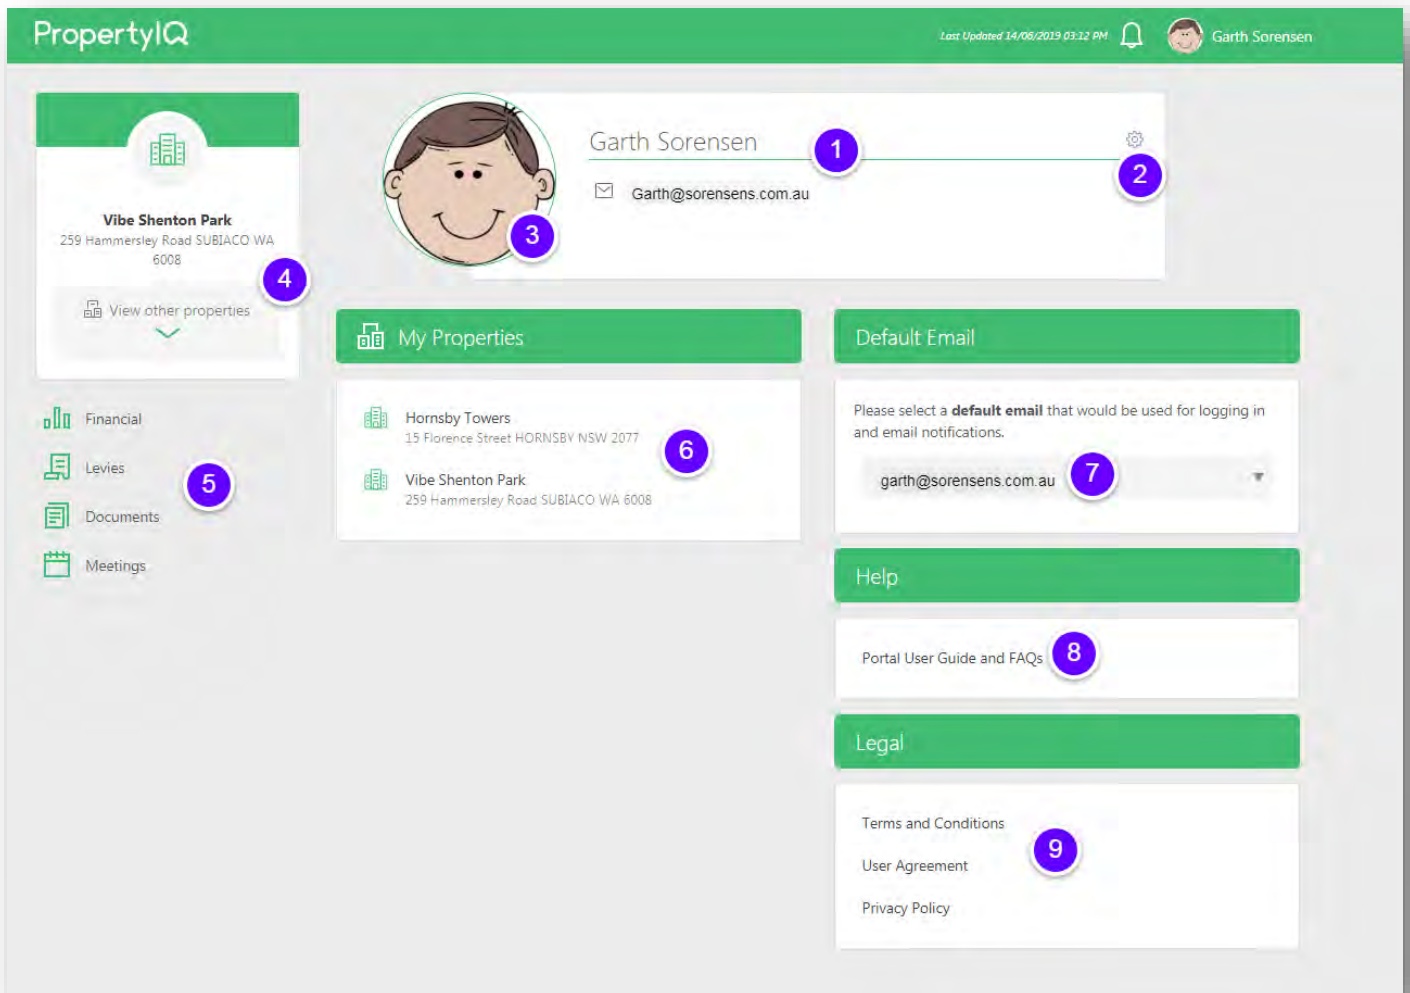 PropertyIQ
Last Updated 14/06/2019 03:12 PM
Garth Sorensen
Vibe Shenton Park
259 Hammersley Road SUBIACO WA
6008
4
View other properties
Financial
Levies
5
Documents
Meetings
Garth Sorensen
1
2
Garth@sorensens.com.au
3
My Properties
Hornsby Towers
15 Florence Street HORNSBY NSW 2077
6
Vibe Shenton Park
259 Hammersley Road SUBIACO WA 6008
Default Email
Please select a default email that would be used for logging in
and email notifications.
garth@sorensens.com.au
7
Help
Portal User Guide and FAQs
8
Legal
Terms and Conditions
9
User Agreement
Privacy Policy